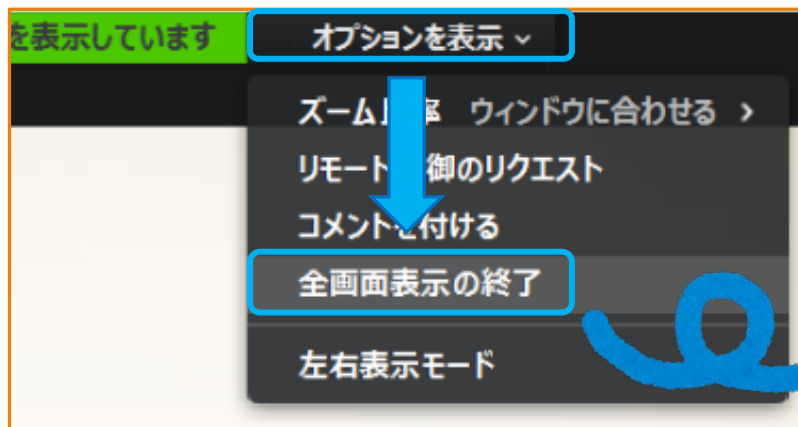 を表示しています オプションを表示
ズーム 率 ウィンドウに合わせる
リモート 御のリクエスト
コメントを付ける
全画面表示の終了
左右表示モード